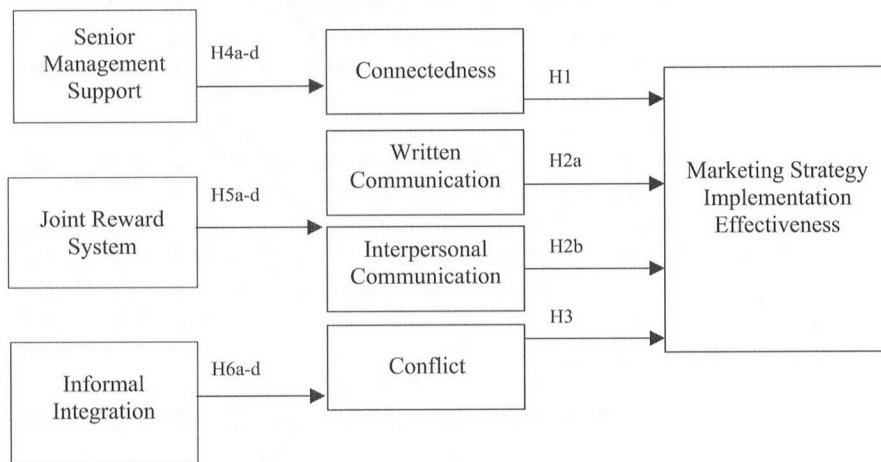 Senior
Management
Support
H4a-d
Connectedness
H1
Written
Communication
H2a
Marketing Strategy
Implementation
Effectiveness
Joint Reward
System
H5a-d
Interpersonal
Communication
H2b
H3
Informal
Integration
H6a-d
Conflict